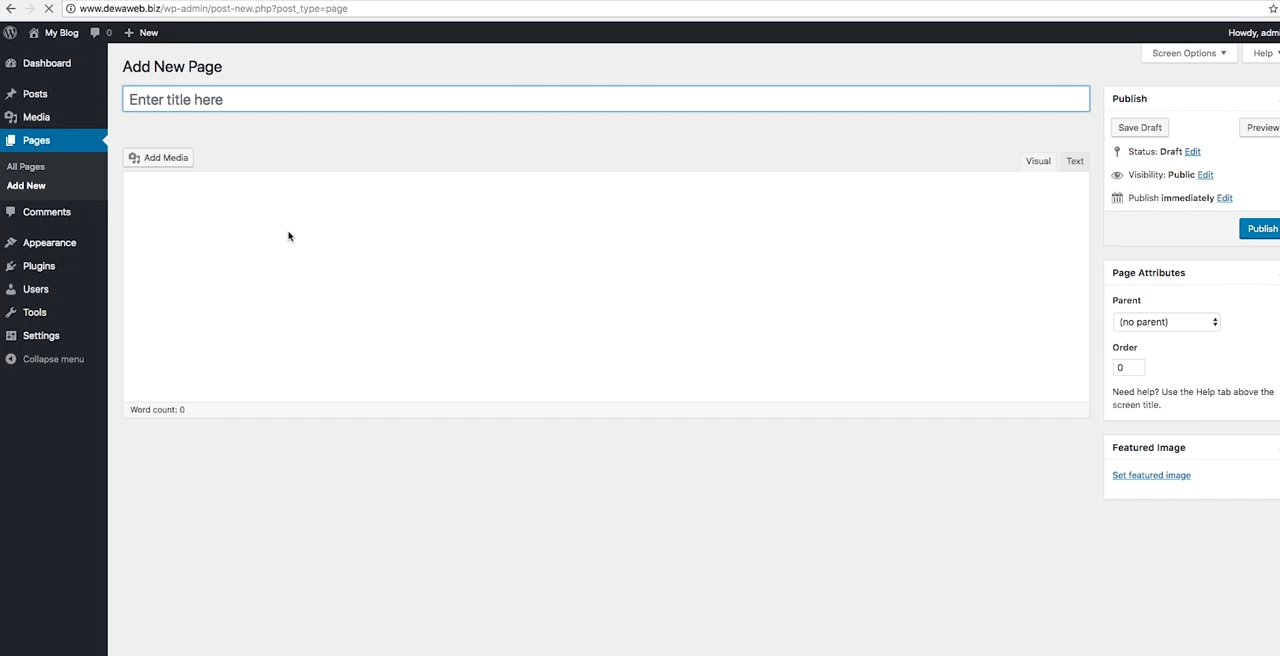 www.dewaweb.biz/wp-admin/post-new.php?post_type=page
My Blog 0 + New
Howdy, admi
Dashboard
Posts
Media
Pages
All Pages
Add New
Comments
Appearance
Plugins
Users
Tools
Settings
Collapse menu
Screen Options ▼ Help
Add New Page
Enter title here
Add Media
Visual Text
Word count: 0
Publish
Save Draft Preview
Status: Draft Edit
Visibility: Public Edit
Publish immediately Edit
Publish
Page Attributes
Parent
(no parent)
Order
0
Need help? Use the Help tab above the
screen title.
Featured Image
Set featured image